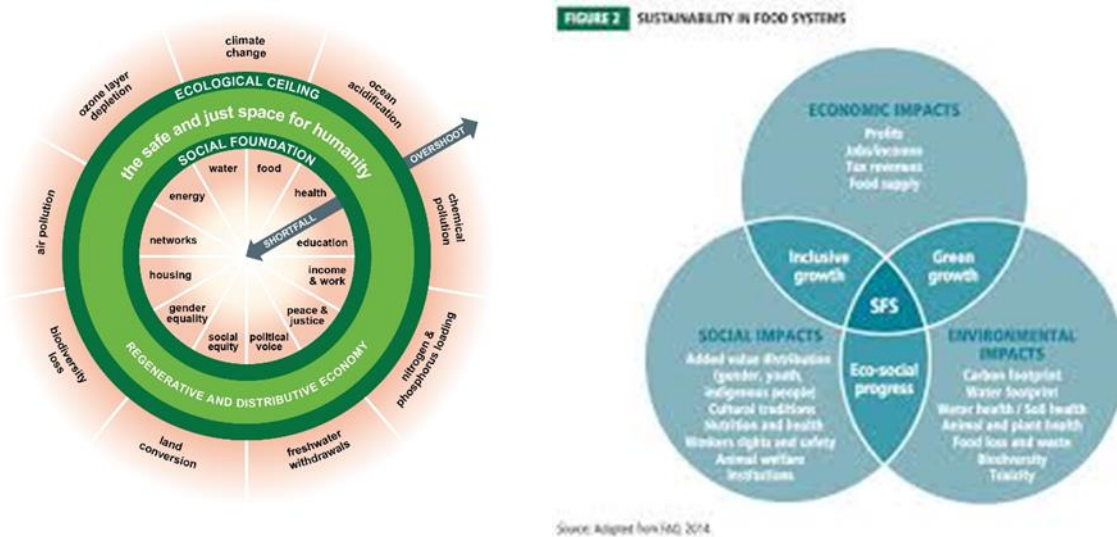 climate
change
ocean
acidification
chemical
pollution
nitrogen &
phosphorus loading
freshwater
withdrawals
land
conversion
biodiversity
loss
air pollution
ozone layer
depletion
ECOLOGICAL CEILING
the safe and just space for humanity
SOCIAL FOUNDATION
OVERSHOOT
SHORTFALL
water
food
health
education
income
& work
peace &
justice
political
voice
social
equity
gender
equality
housing
networks
energy
REGENERATIVE AND DISTRIBUTIVE ECONOMY
FIGURE 2 SUSTAINABILITY IN FOOD SYSTEMS
ECONOMIC IMPACTS
Profits
Jobs/incomes
Tax revenues
Food supply
Inclusive
growth
Green
growth
SFS
Eco-social
progress
SOCIAL IMPACTS
Added value distribution
(gender, youth,
indigenous people)
Cultural traditions
Nutrition and health
Workers rights and safety
Animal welfare
Institutions
ENVIRONMENTAL
IMPACTS
Carbon footprint
Water footprint
Water health / Soil health
Animal and plant health
Food loss and waste
Biodiversity
Toxicity
Source: Adapted from FAO, 2014.